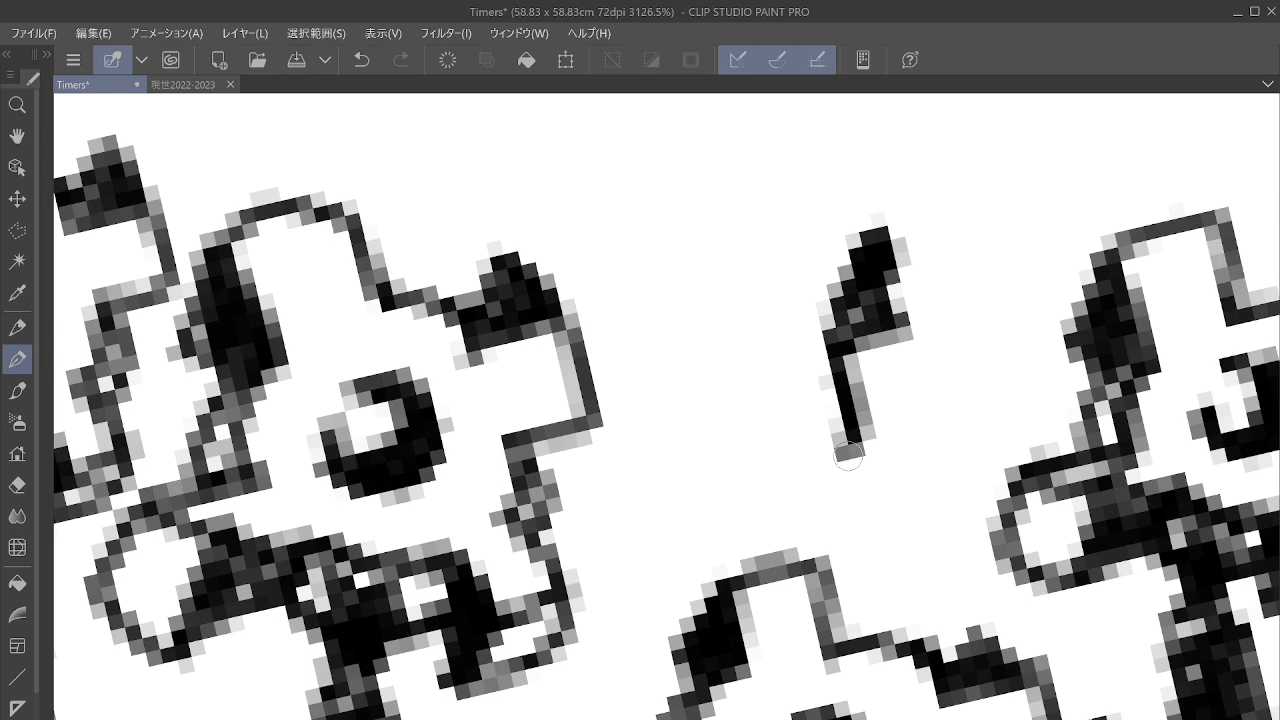 Timers* (58.83 x 58.83cm 72dpi 3126.5%)  - CLIP STUDIO PAINT PRO
ファイル(F) 編集(E) アニメーション(A) レイヤー(L) 選択範囲(S) 表示(V) フィルター(I) ウィンドウ(W) ヘルプ(H)
Timers* 現世2022-2023